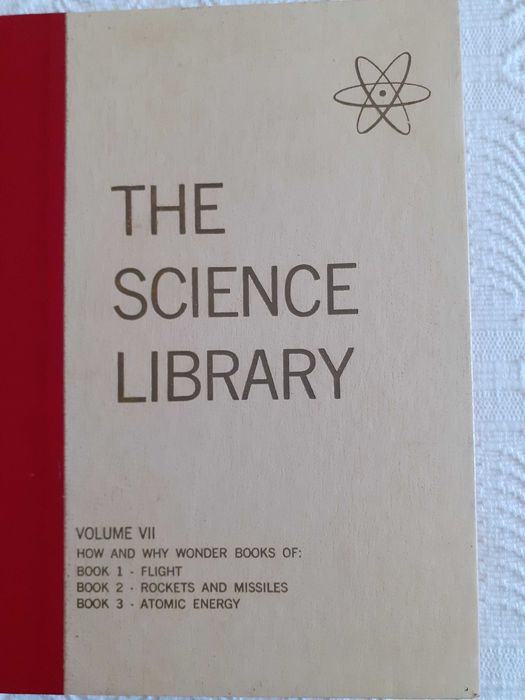 THE
SCIENCE
LIBRARY
VOLUME VII
HOW AND WHY WONDER BOOKS OF:
BOOK 1 - FLIGHT
BOOK 2 - ROCKETS AND MISSILES
BOOK 3 - ATOMIC ENERGY